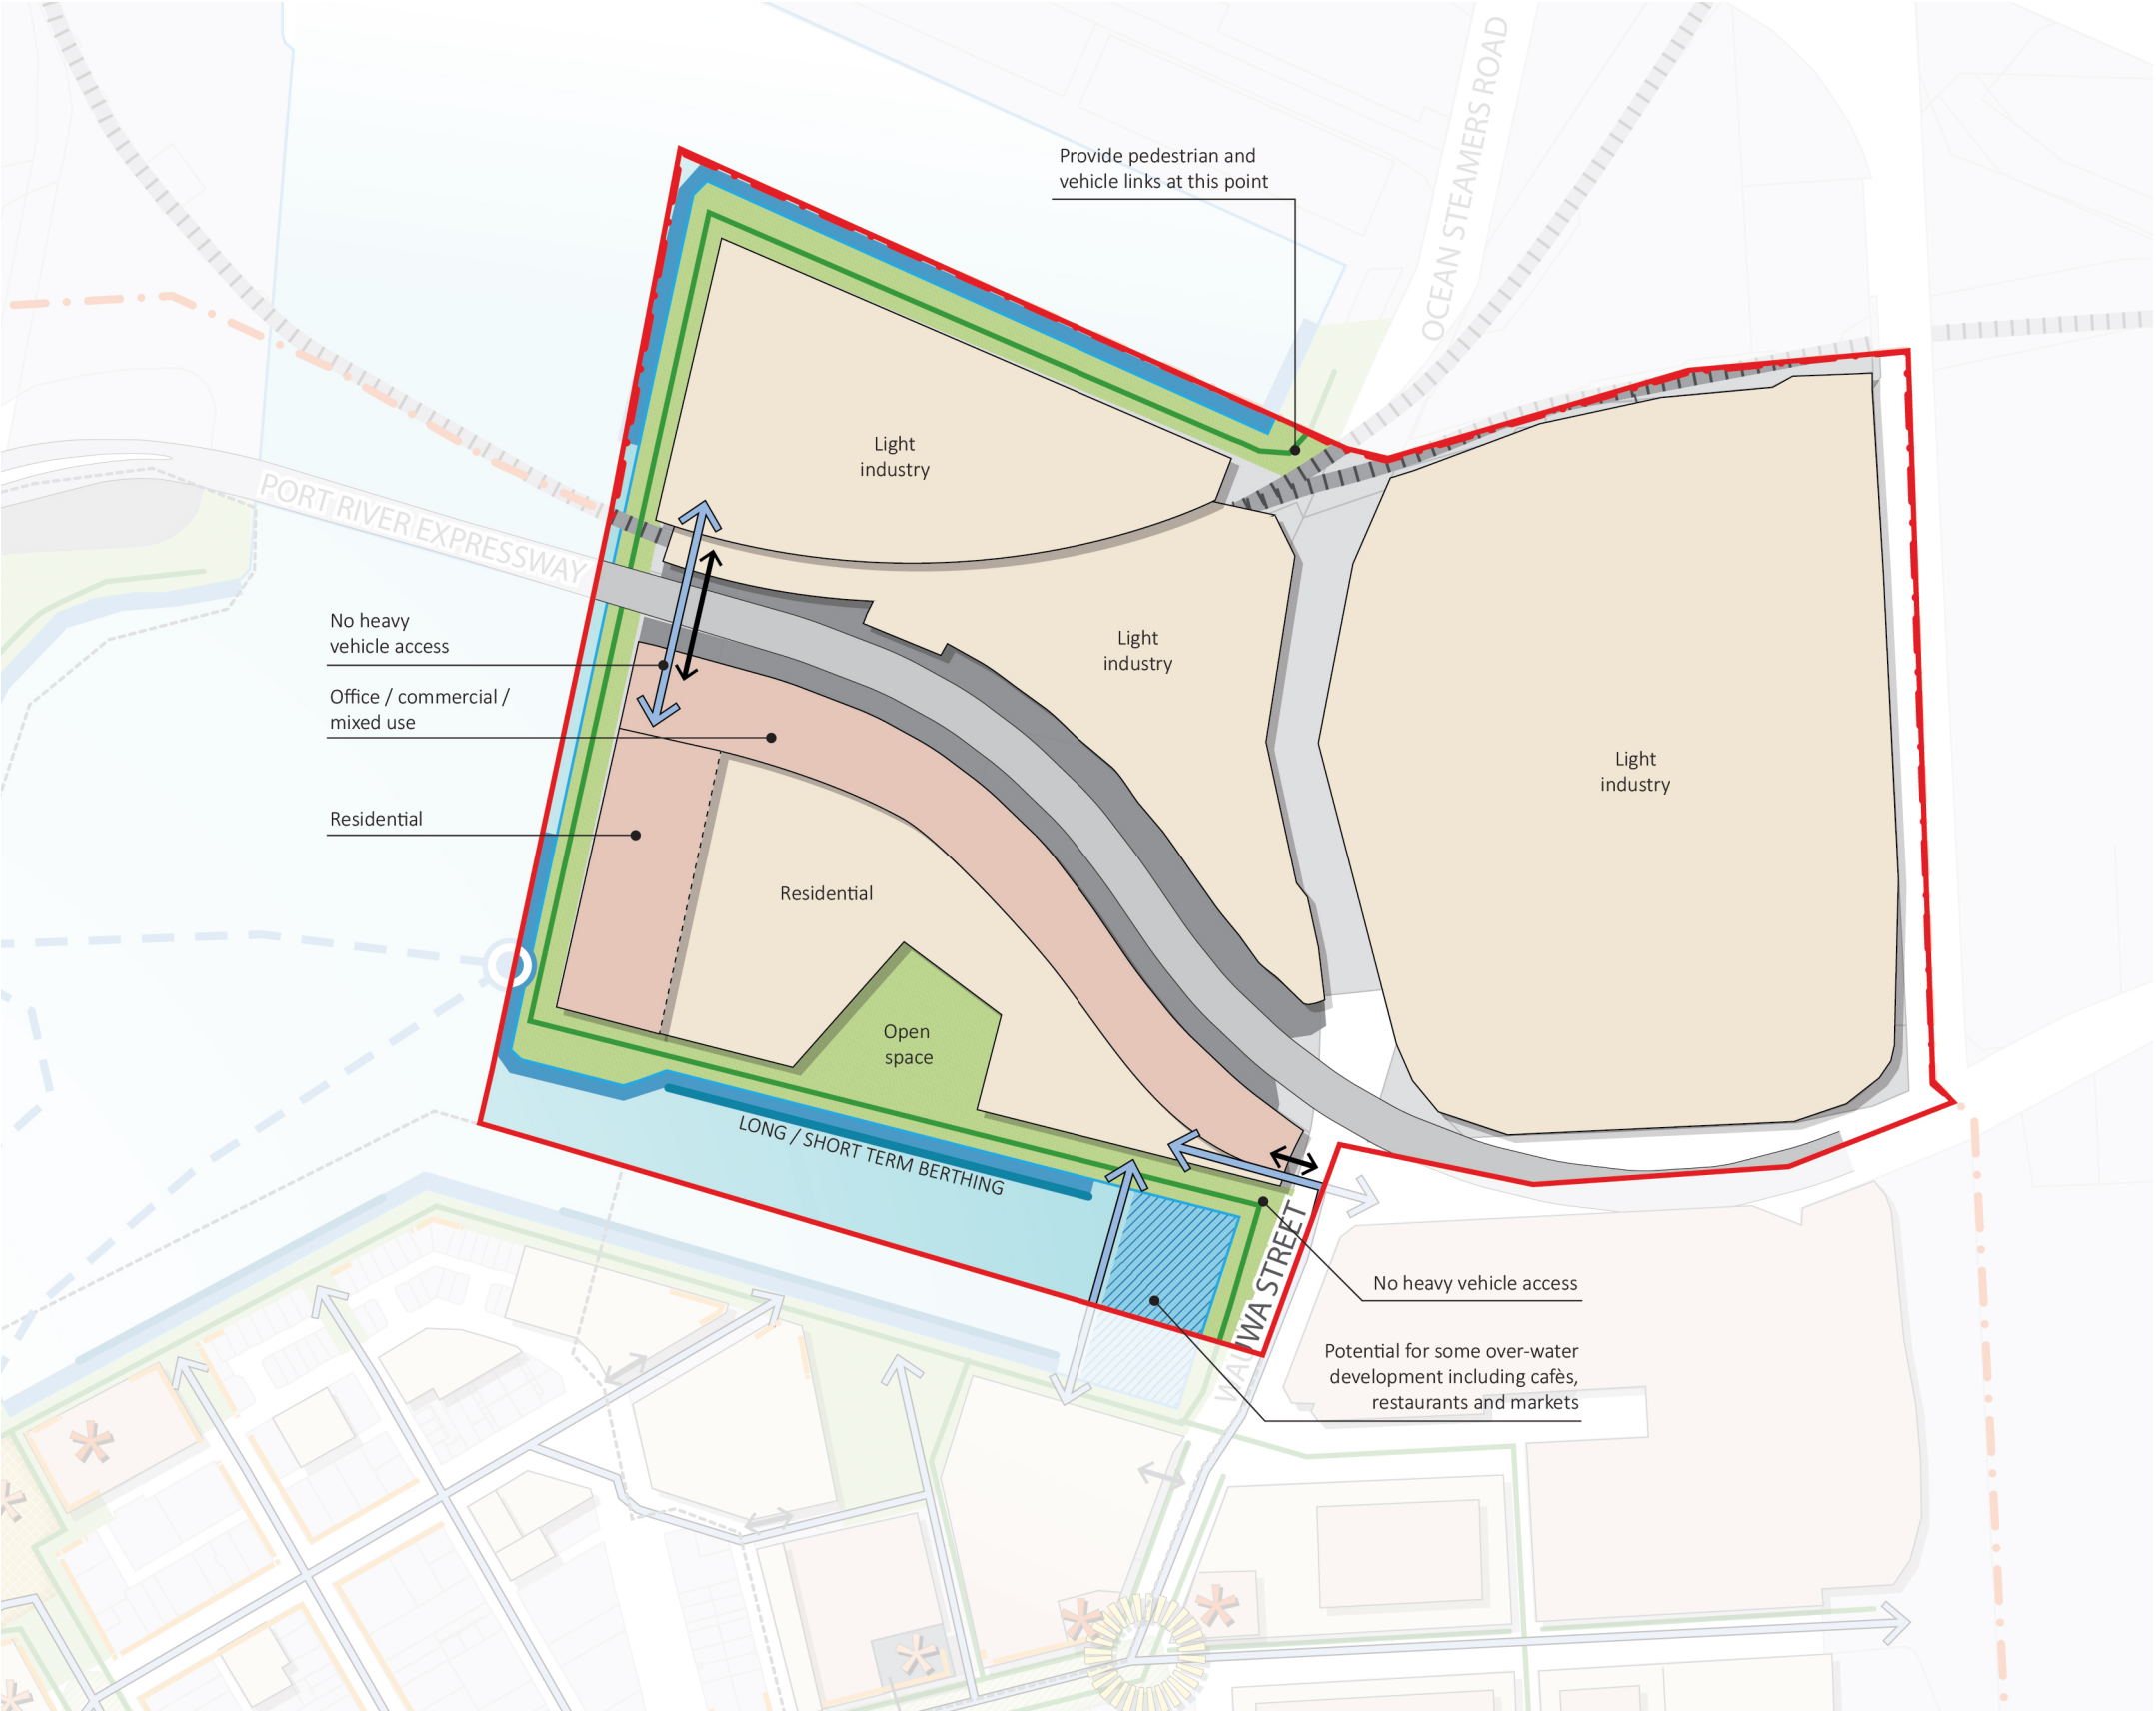 OCEAN STEAMERS ROAD
Provide pedestrian and
vehicle links at this point
Light
industry
PORT RIVER EXPRESSWAY
No heavy
vehicle access
Light
industry
Office / commercial /
mixed use
Light
industry
Residential
Residential
Open
space
LONG / SHORT TERM BERTHING
WAUWA STREET
No heavy vehicle access
Potential for some over-water
development including cafès,
restaurants and markets